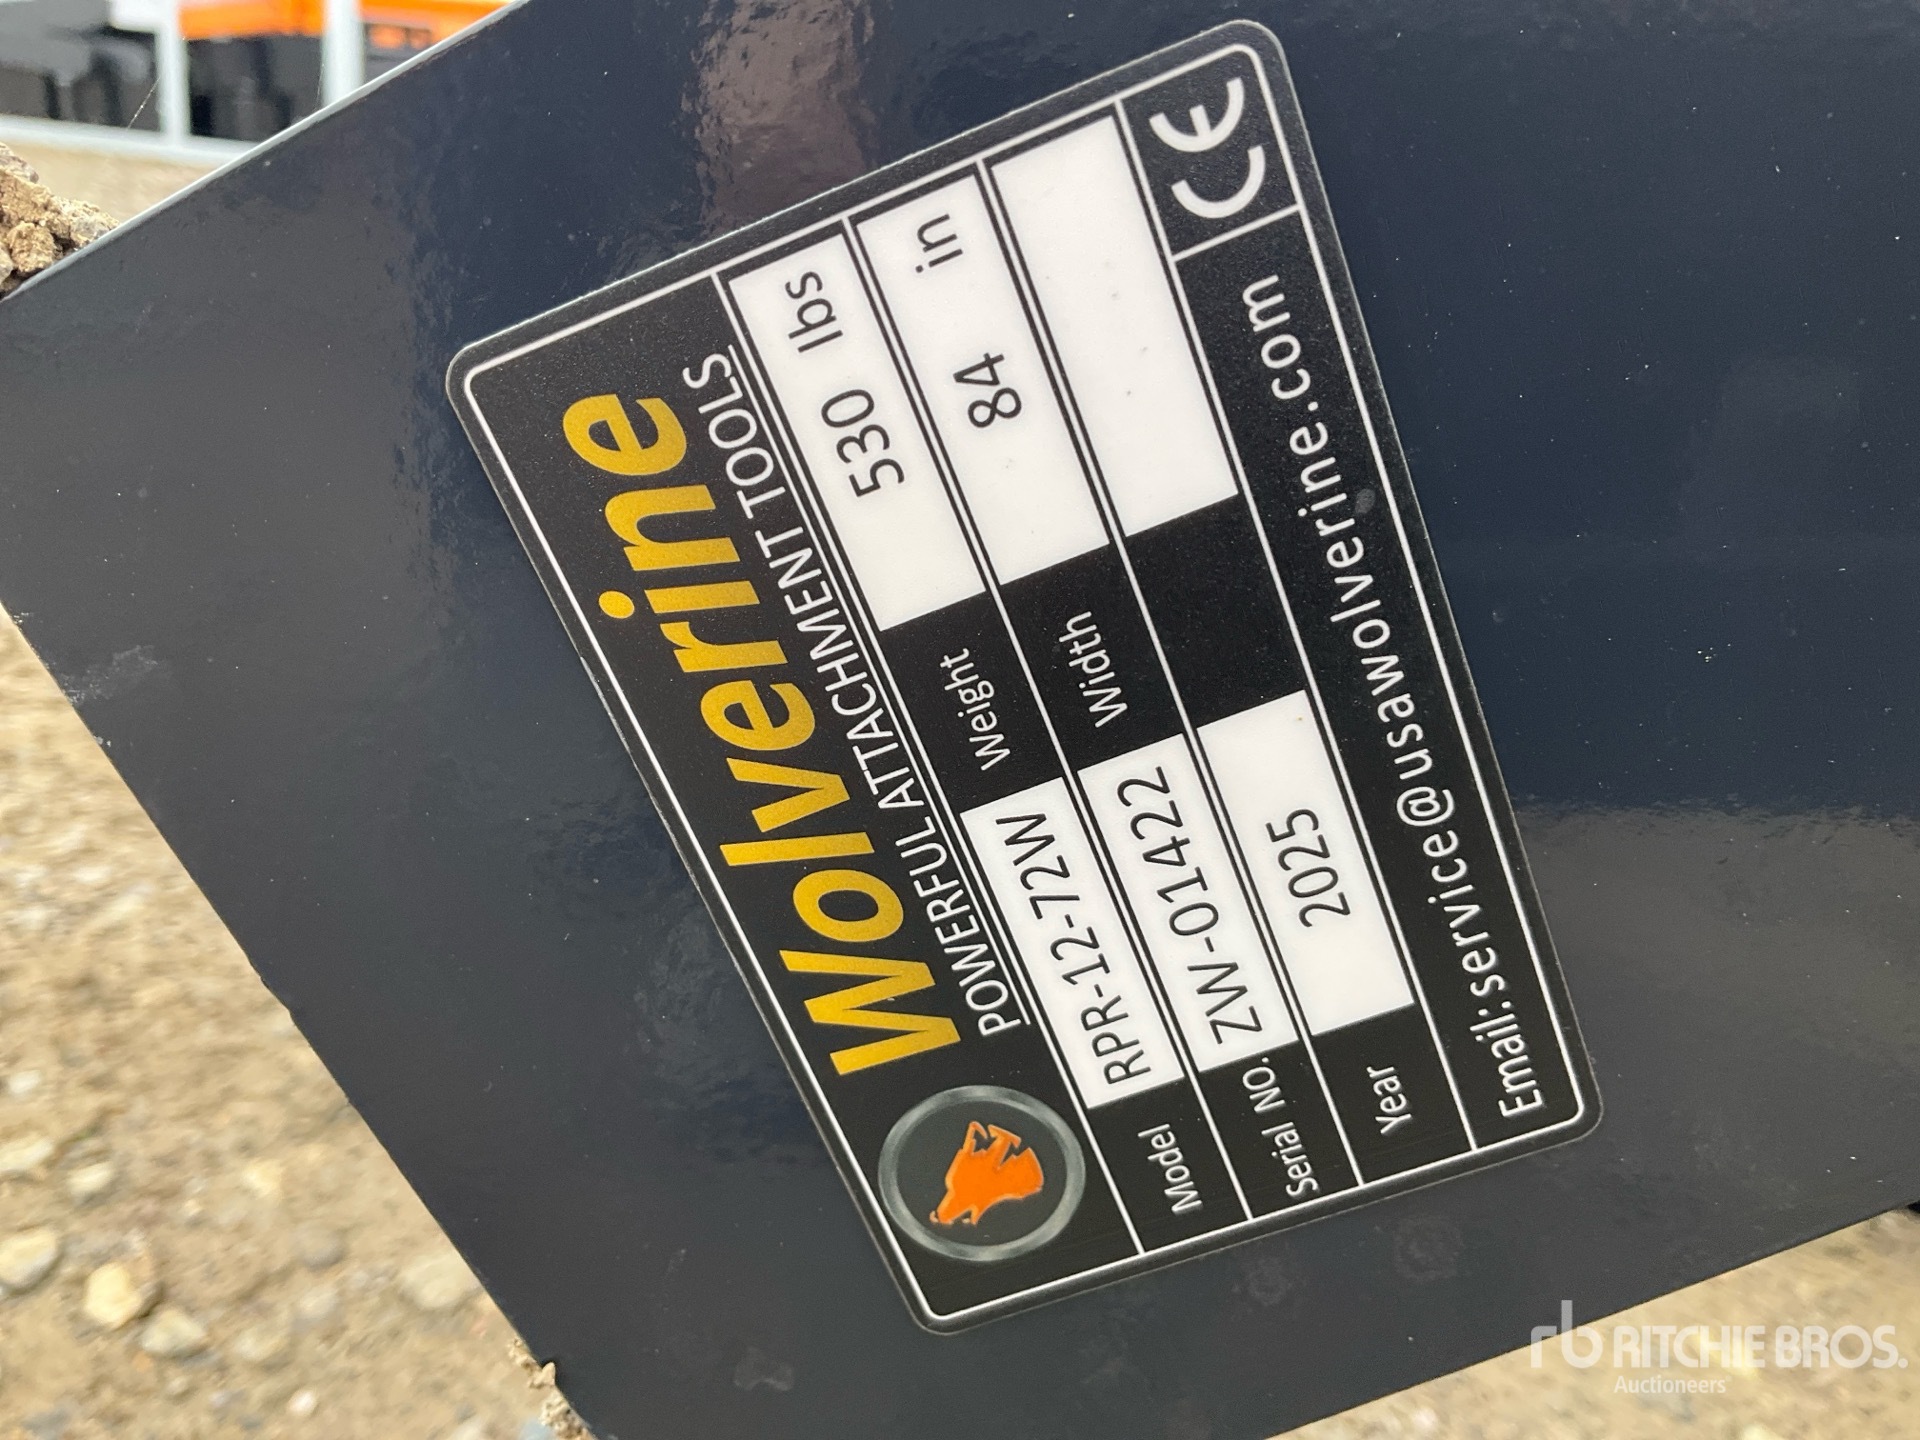 Wolverine
POWERFUL ATTACHMENT TOOLS
Model RPR-12-72W Weight 530 lbs
Serial NO. ZW-01422 Width 84 in
Year 2025
Email:service@usawolverine.com CE
rb RITCHIE BROS.
Auctioneers